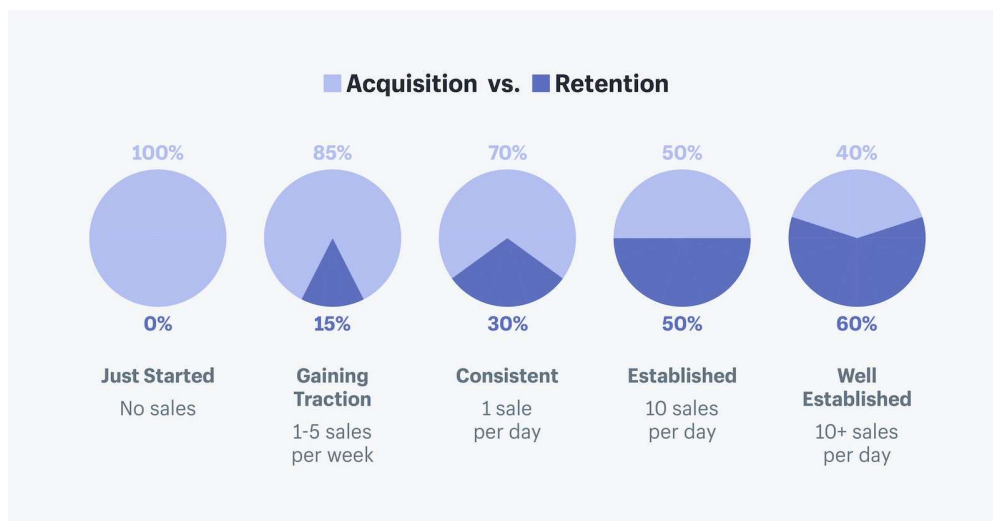 Acquisition vs. Retention
100% 85% 70% 50% 40%
0% 15% 30% 50% 60%
Just Started
No sales
Gaining
Traction
1-5 sales
per week
Consistent
1 sale
per day
Established
10 sales
per day
Well
Established
10+ sales
per day